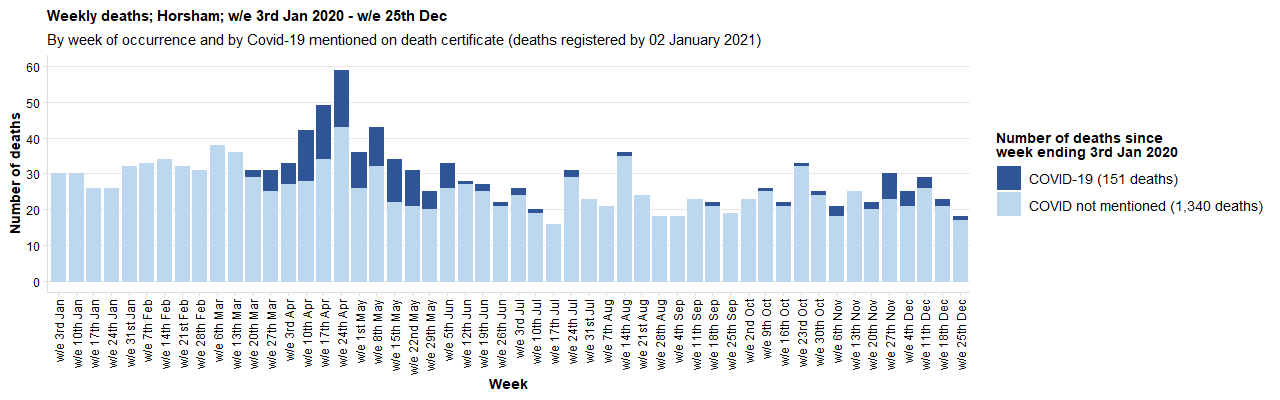 Weekly deaths; Horsham; w/e 3rd Jan 2020 - w/e 25th Dec
By week of occurrence and by Covid-19 mentioned on death certificate (deaths registered by 02 January 2021)
Number of deaths
60
50
40
30
20
10
0
w/e 3rd Jan
w/e 10th Jan
w/e 17th Jan
w/e 24th Jan
w/e 31st Jan
w/e 7th Feb
w/e 14th Feb
w/e 21st Feb
w/e 28th Feb
w/e 6th Mar
w/e 13th Mar
w/e 20th Mar
w/e 27th Mar
w/e 3rd Apr
w/e 10th Apr
w/e 17th Apr
w/e 24th Apr
w/e 1st May
w/e 8th May
w/e 15th May
w/e 22nd May
w/e 29th May
w/e 5th Jun
w/e 12th Jun
w/e 19th Jun
w/e 26th Jun
w/e 3rd Jul
w/e 10th Jul
w/e 17th Jul
w/e 24th Jul
w/e 31st Jul
w/e 7th Aug
w/e 14th Aug
w/e 21st Aug
w/e 28th Aug
w/e 4th Sep
w/e 11th Sep
w/e 18th Sep
w/e 25th Sep
w/e 2nd Oct
w/e 9th Oct
w/e 16th Oct
w/e 23rd Oct
w/e 30th Oct
w/e 6th Nov
w/e 13th Nov
w/e 20th Nov
w/e 27th Nov
w/e 4th Dec
w/e 11th Dec
w/e 18th Dec
w/e 25th Dec
Week
Number of deaths since
week ending 3rd Jan 2020
COVID-19 (151 deaths)
COVID not mentioned (1,340 deaths)